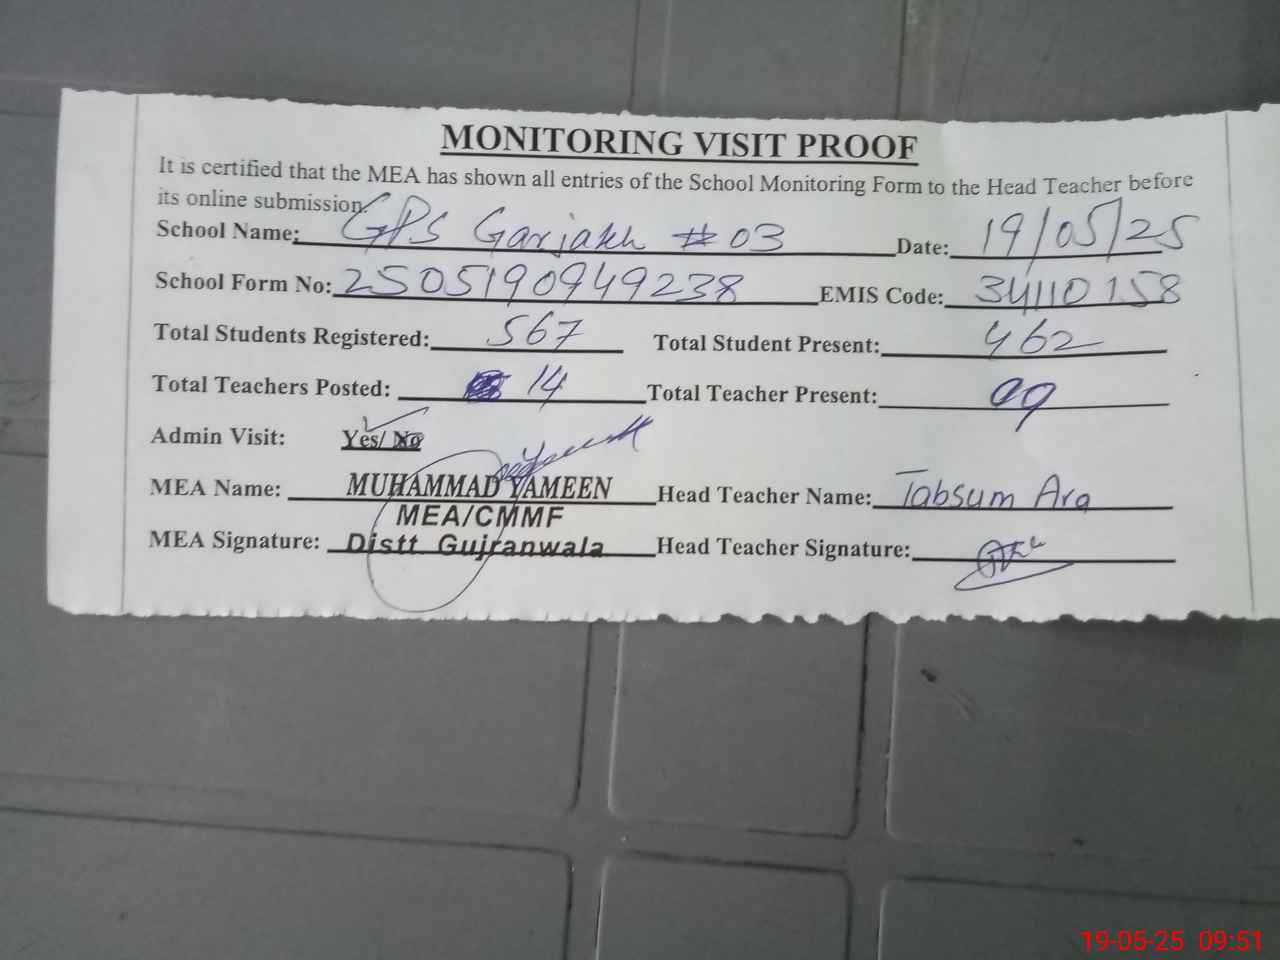 MONITORING VISIT PROOF
It is certified that the MEA has shown all entries of the School Monitoring Form to the Head Teacher before
its online submission.
School Name: GPS Garjakh # 03 Date: 19/05/25
School Form No: 2505190949238 EMIS Code: 34110158
Total Students Registered: 567 Total Student Present: 462
Total Teachers Posted: 14 Total Teacher Present: 09
Admin Visit: Yes/ No
MEA Name: MUHAMMAD YAMEEN Head Teacher Name: Tabsum Ara
MEA/CMMF
MEA Signature: Distt Gujranwala Head Teacher Signature:
19-05-25 09:51